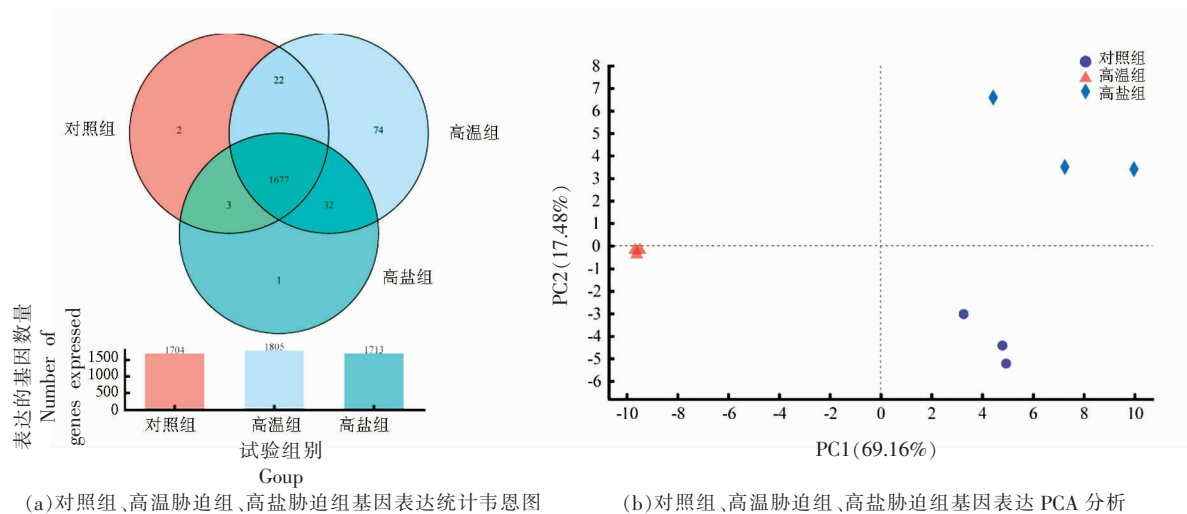 对照组
高温组
高盐组
2
22
74
1677
3
32
1
表达的基因数量
Number of
genes expressed
1500
1000
500
0
1704
1805
1713
对照组
高温组
高盐组
试验组别
Goup
(a)对照组、高温胁迫组、高盐胁迫组基因表达统计韦恩图
对照组
高温组
高盐组
PC2(17.48%)
8
7
6
5
4
3
2
1
0
-1
-2
-3
-4
-5
-6
-10 -8 -6 -4 -2 0 2 4 6 8 10
PC1(69.16%)
(b)对照组、高温胁迫组、高盐胁迫组基因表达 PCA 分析